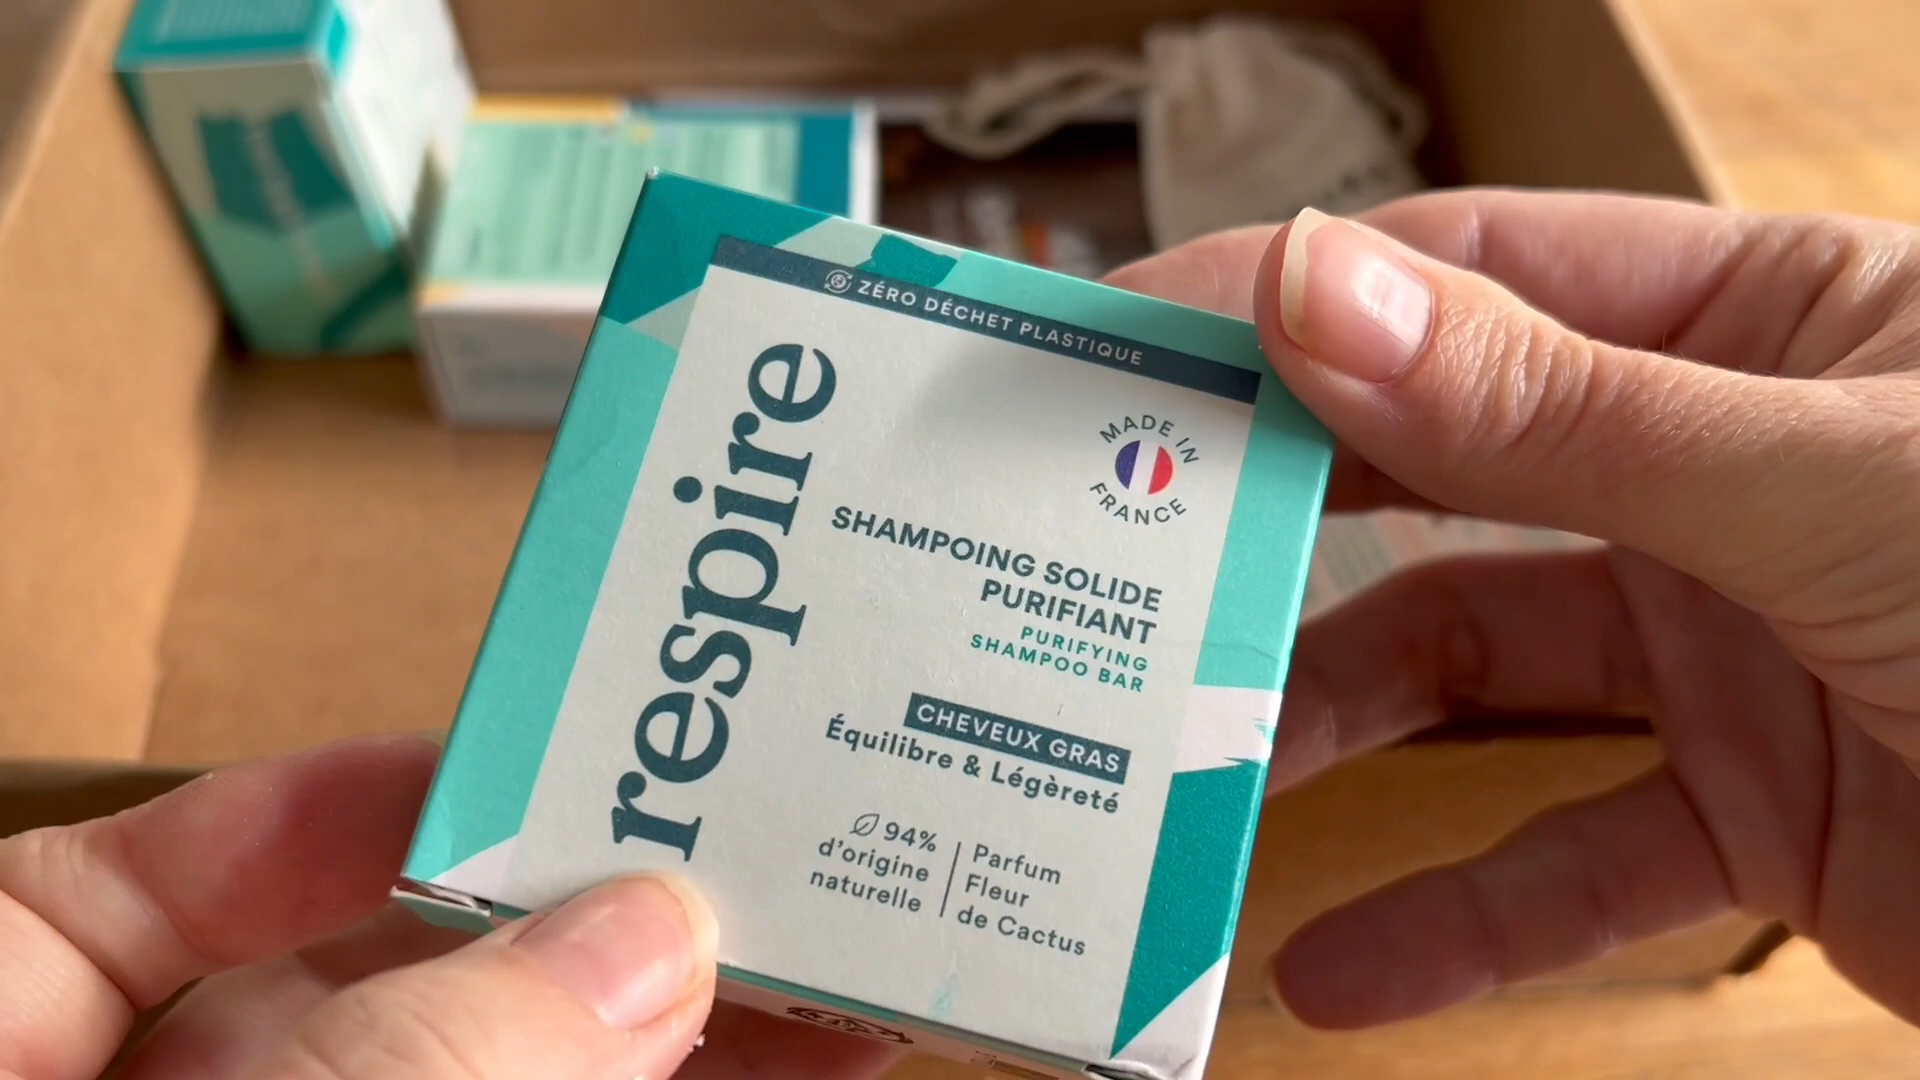 ZÉRO DÉCHET PLASTIQUE
respire
MADE IN
FRANCE
SHAMPOING SOLIDE
PURIFIANT
PURIFYING
SHAMPOO BAR
CHEVEUX GRAS
Équilibre & Légèreté
94%
d'origine
naturelle
Parfum
Fleur
de Cactus